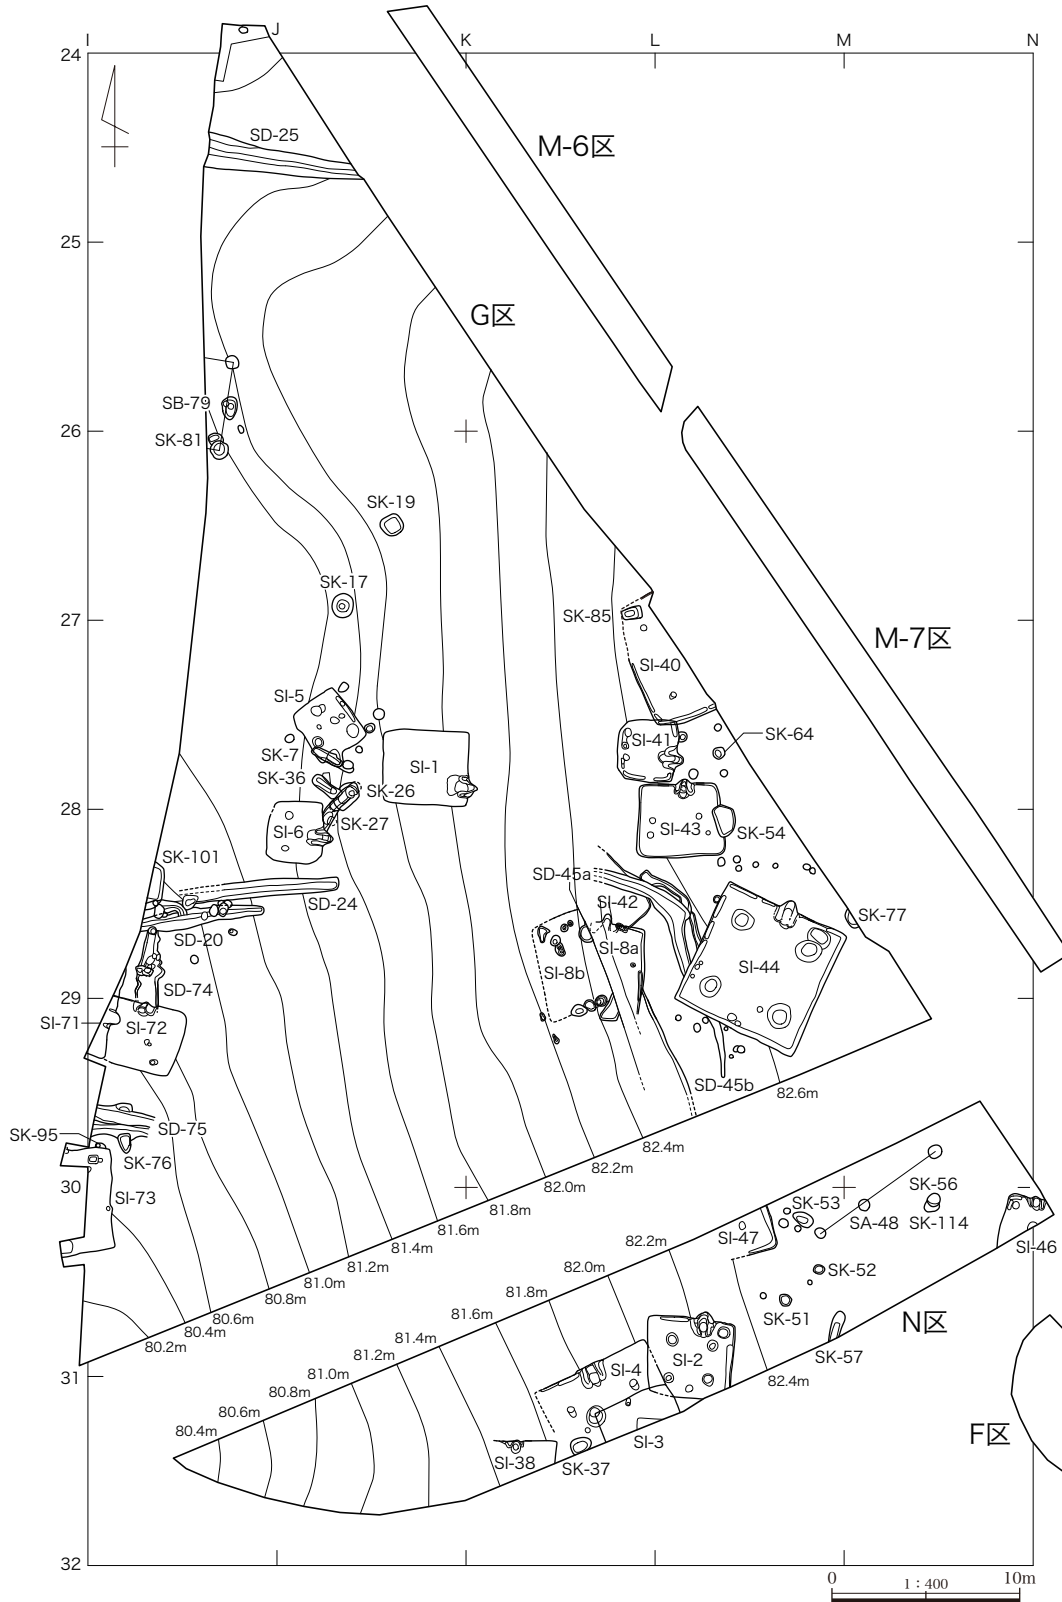 I J K L M N
24
M-6区
SD-25
25
G区
SB-79
26
SK-81
SK-19
SK-17
SK-85
27
M-7区
SI-40
SI-5
SI-41
SK-64
SK-7
SI-1
SK-36
SK-26
28
SI-6
SK-27
SI-43
SK-54
SK-101
SD-45a
SD-24
SI-42
SK-77
SD-20
SI-8a
SI-44
SI-8b
SD-74
29
SI-71
SI-72
SD-45b
82.6m
SD-75
SK-95
82.4m
SK-76
82.2m
30
82.0m
SI-73
SK-56
81.8m
SK-53
SA-48
SK-114
81.6m
SI-47
SI-46
81.4m
82.2m
81.2m
SK-52
81.0m
82.0m
80.8m
81.8m
SK-51
80.6m
81.6m
N区
80.4m
81.4m
80.2m
SK-57
81.2m
SI-2
SI-4
31
81.0m
82.4m
80.8m
80.6m
80.4m
F区
SI-3
SI-38
SK-37
32
0 10m
1：400